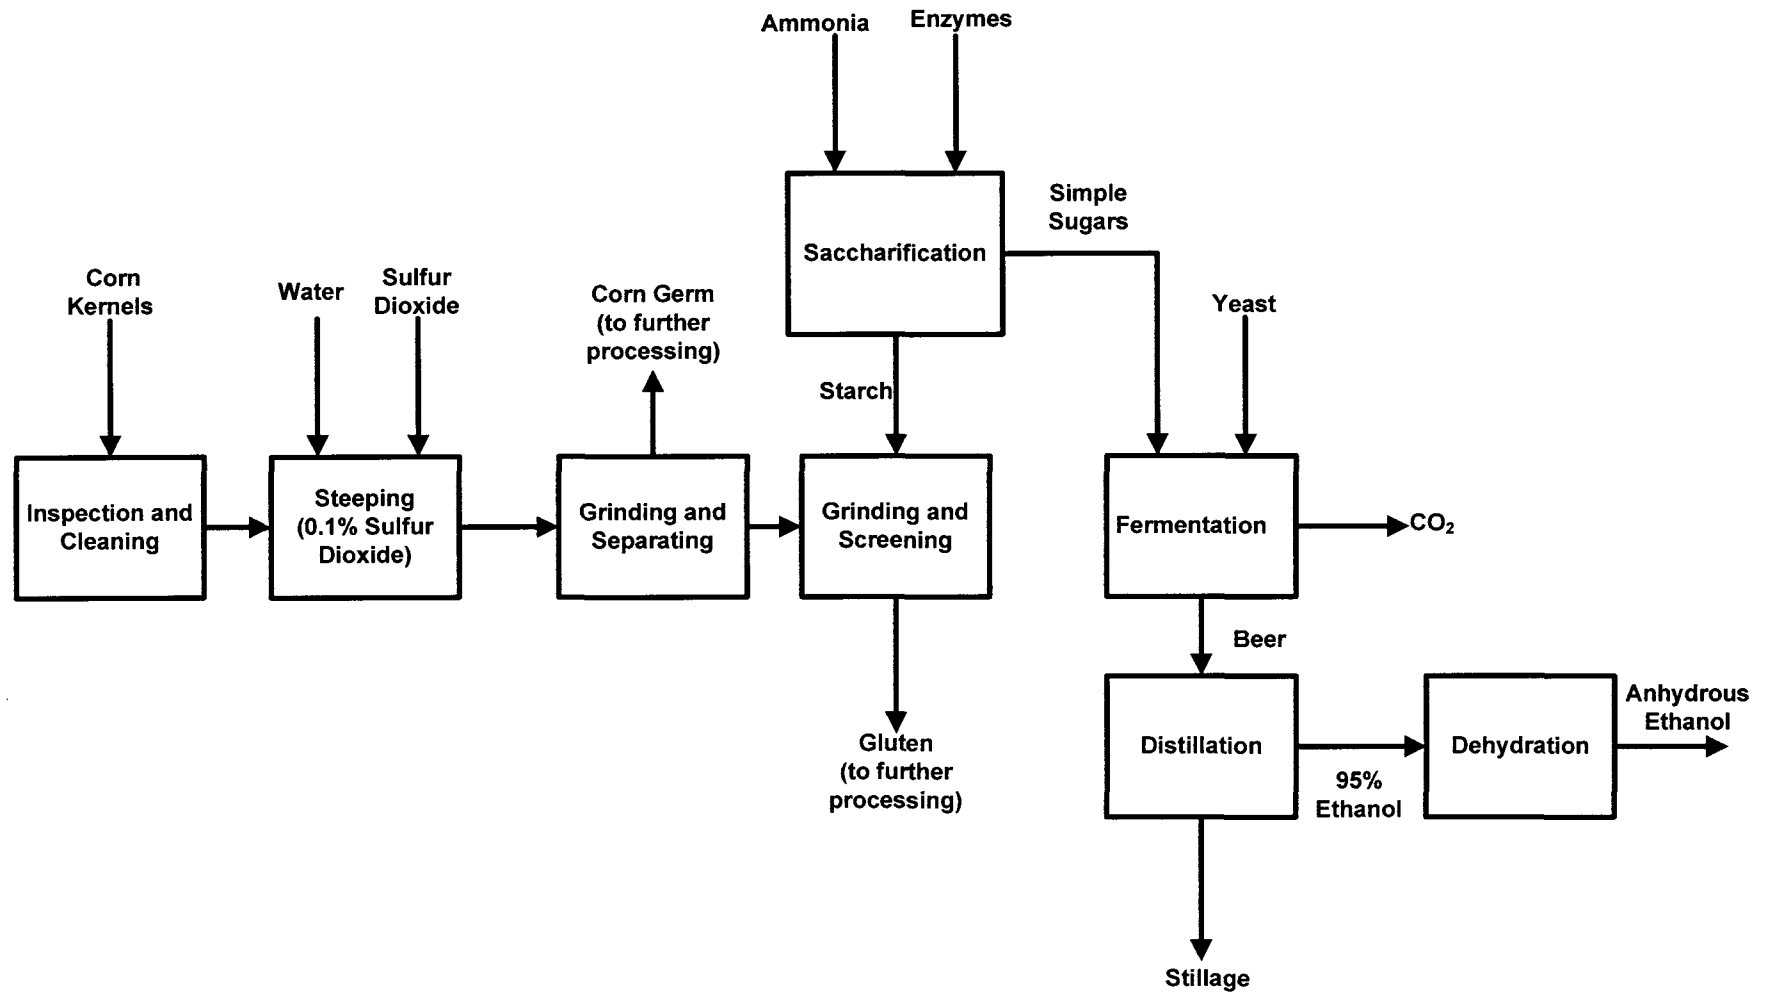 Ammonia
Enzymes
Saccharification
Simple
Sugars
Corn
Kernels
Water
Sulfur
Dioxide
Corn Germ
(to further
processing)
Starch
Yeast
Inspection and
Cleaning
Steeping
(0.1% Sulfur
Dioxide)
Grinding and
Separating
Grinding and
Screening
Fermentation
CO₂
Beer
Gluten
(to further
processing)
Distillation
95%
Ethanol
Dehydration
Anhydrous
Ethanol
Stillage